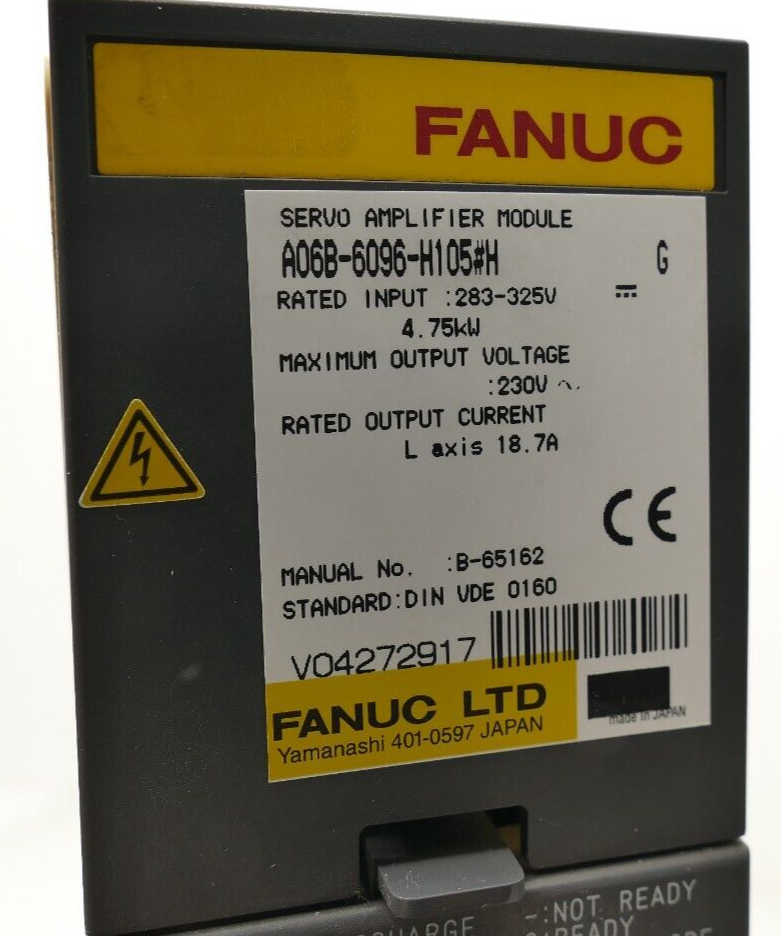 FANUC
SERVO AMPLIFIER MODULE
A06B-6096-H105#H G
RATED INPUT :283-325V ⎓
4.75kW
MAXIMUM OUTPUT VOLTAGE
:230V ~
RATED OUTPUT CURRENT
L axis 18.7A
CE
MANUAL No. :B-65162
STANDARD:DIN VDE 0160
V04272917
FANUC LTD
Yamanashi 401-0597 JAPAN
made in JAPAN
-:NOT READY